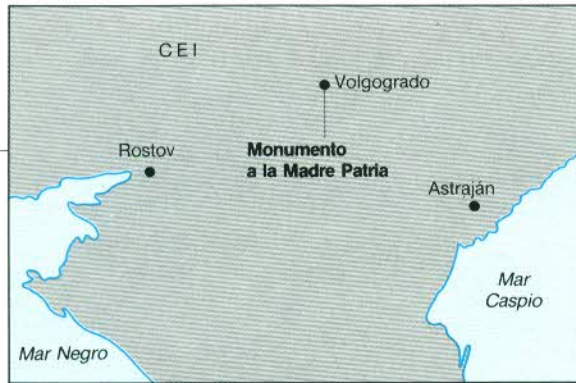 CEI
Volgogrado
Rostov
Monumento
a la Madre Patria
Astraján
Mar
Caspio
Mar Negro